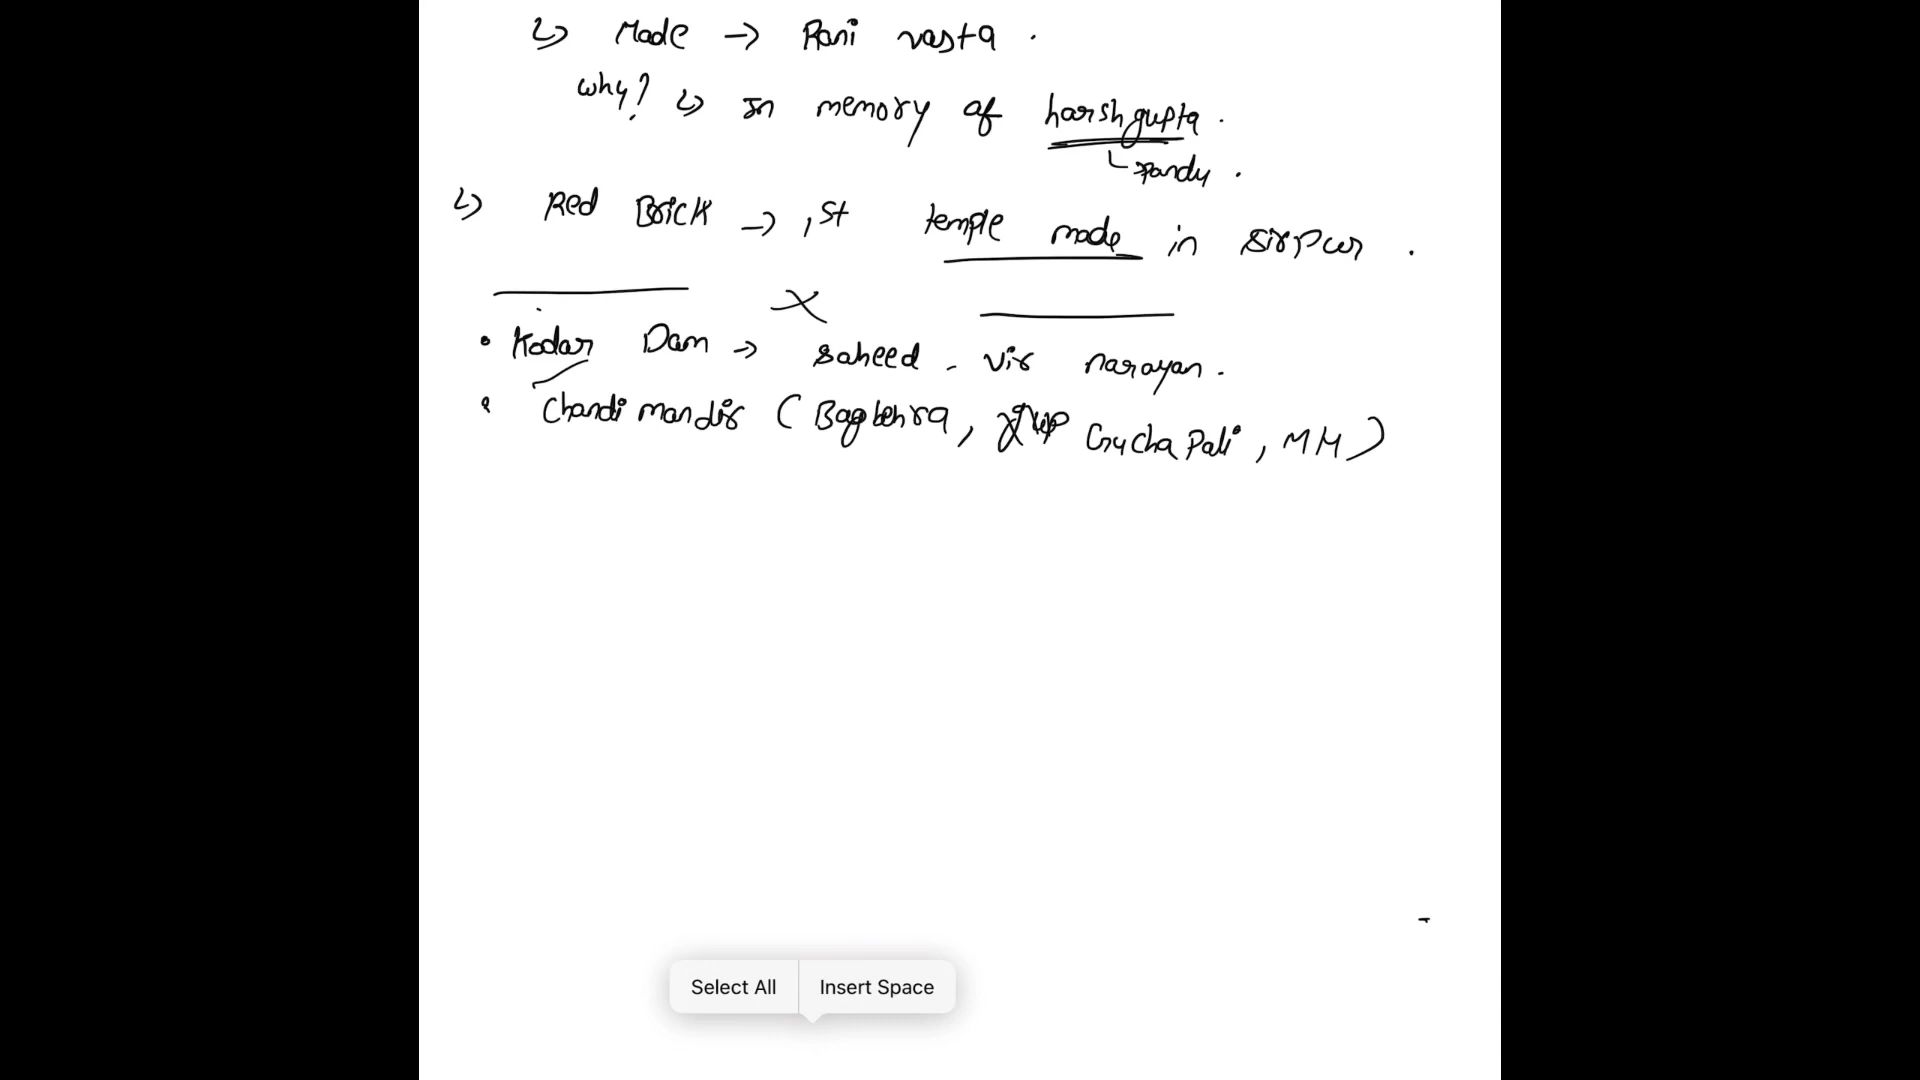 ↳ Made → Rani vasta.
why? ↳ In memory of harshgupta.
↳ pandu.
↳ Red Brick → 1st temple made in sirpur.
• Kodar Dam → saheed - vir narayan.
• Chandi mandir (Bagbehra, Guchapali, MM)
Select All Insert Space